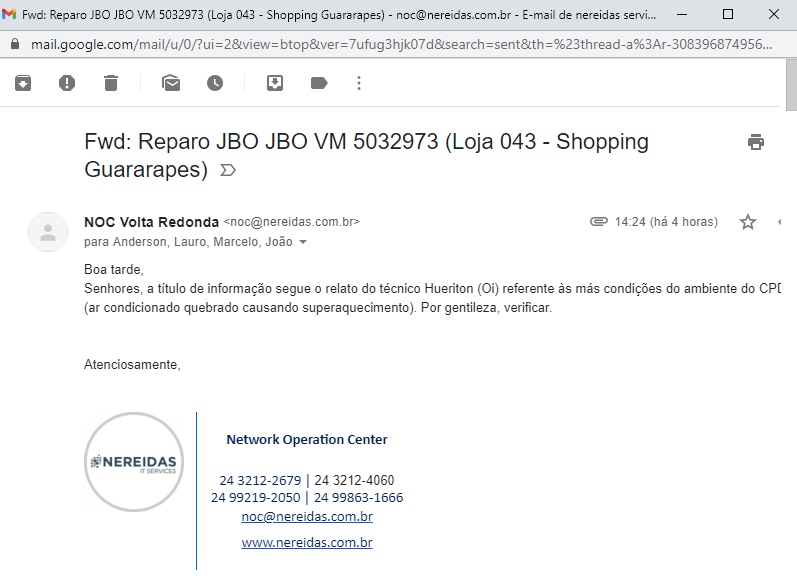 Fwd: Reparo JBO JBO VM 5032973 (Loja 043 - Shopping Guararapes) - noc@nereidas.com.br - E-mail de nereidas servi...
mail.google.com/mail/u/0/?ui=2&view=btop&ver=7ufug3hjk07d&search=sent&th=%23thread-a%3Ar-308396874956...
Fwd: Reparo JBO JBO VM 5032973 (Loja 043 - Shopping
Guararapes)
NOC Volta Redonda <noc@nereidas.com.br>
14:24 (há 4 horas)
para Anderson, Lauro, Marcelo, João
Boa tarde,
Senhores, a título de informação segue o relato do técnico Hueriton (Oi) referente às más condições do ambiente do CPD
(ar condicionado quebrado causando superaquecimento). Por gentileza, verificar.
Atenciosamente,
NEREIDAS
IT SERVICES
Network Operation Center
24 3212-2679 | 24 3212-4060
24 99219-2050 | 24 99863-1666
noc@nereidas.com.br
www.nereidas.com.br